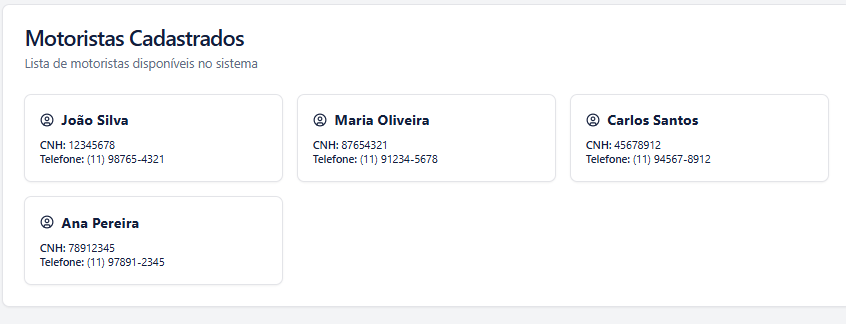 Motoristas Cadastrados
Lista de motoristas disponíveis no sistema
João Silva
CNH: 12345678
Telefone: (11) 98765-4321
Maria Oliveira
CNH: 87654321
Telefone: (11) 91234-5678
Carlos Santos
CNH: 45678912
Telefone: (11) 94567-8912
Ana Pereira
CNH: 78912345
Telefone: (11) 97891-2345